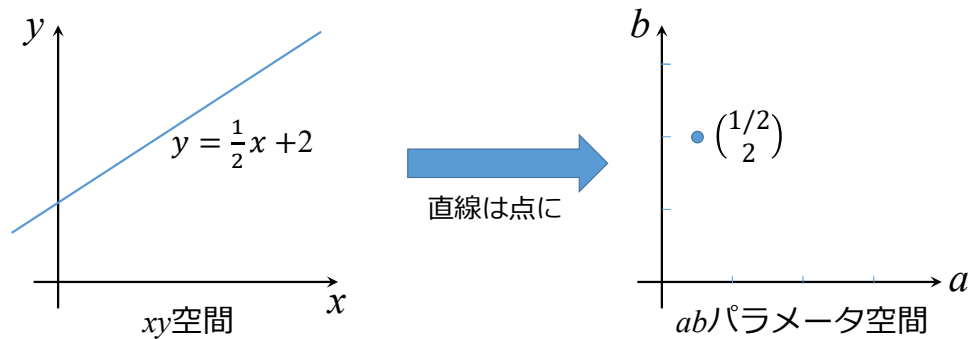 y
y = 1/2 x +2
x
xy空間
直線は点に
b
(1/2
2)
a
abパラメータ空間